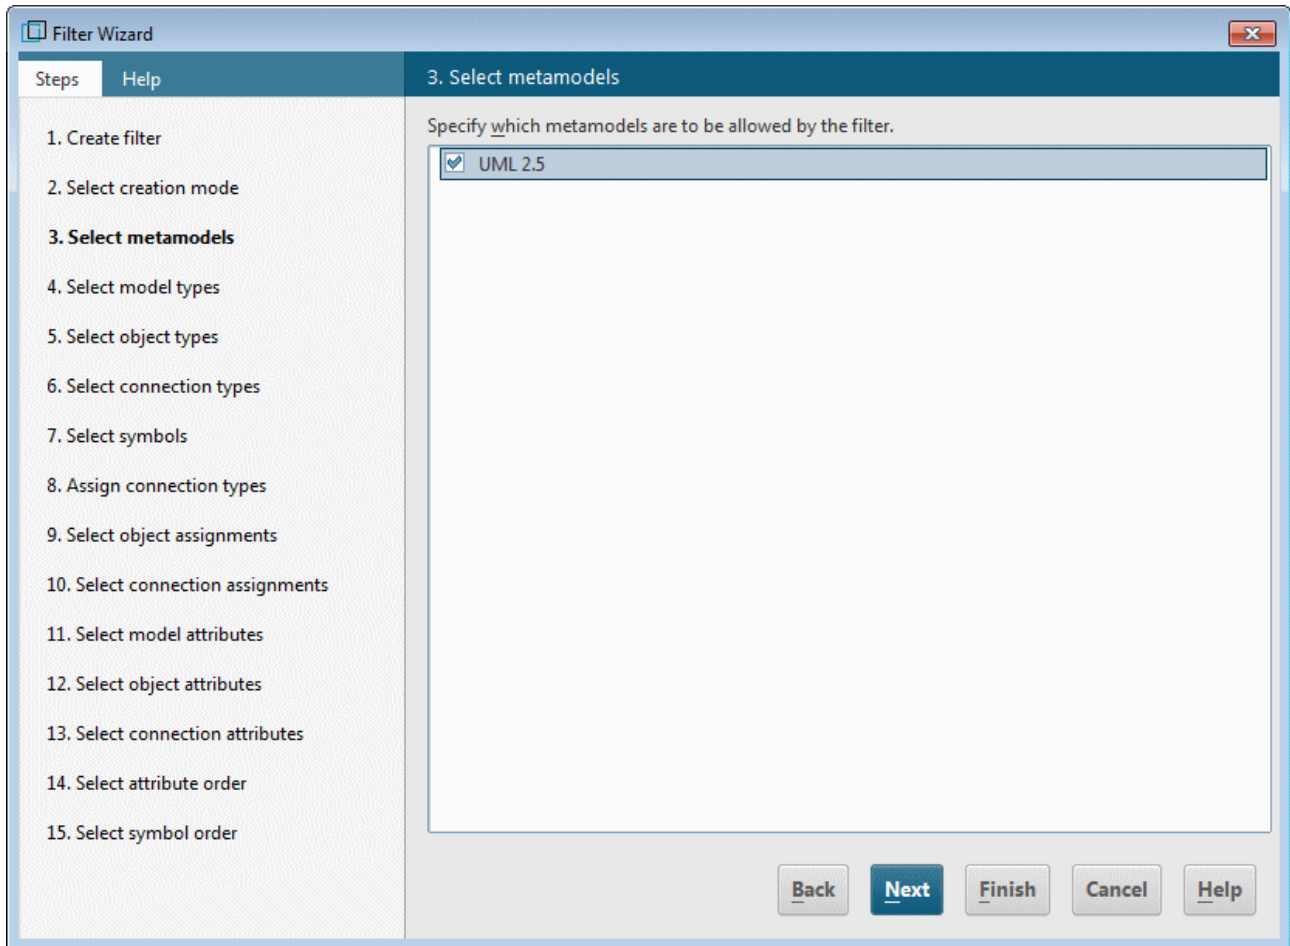 Filter Wizard
Steps Help
1. Create filter
2. Select creation mode
3. Select metamodels
4. Select model types
5. Select object types
6. Select connection types
7. Select symbols
8. Assign connection types
9. Select object assignments
10. Select connection assignments
11. Select model attributes
12. Select object attributes
13. Select connection attributes
14. Select attribute order
15. Select symbol order
3. Select metamodels
Specify which metamodels are to be allowed by the filter.
UML 2.5
Back Next Finish Cancel Help